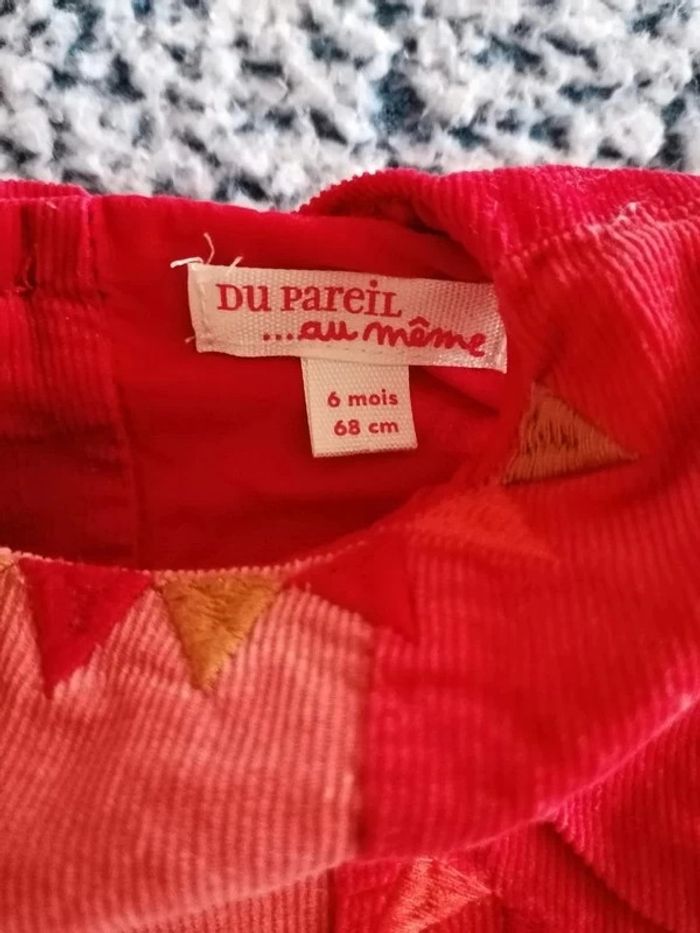 DU PAREIL
...au même
6 mois
68 cm